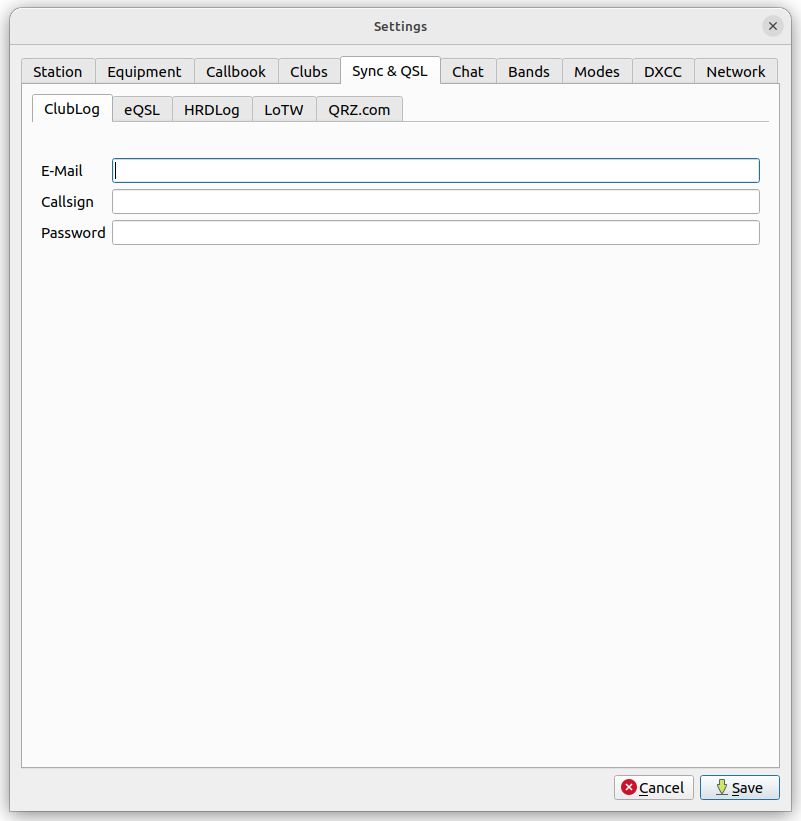 Settings
Station Equipment Callbook Clubs Sync & QSL Chat Bands Modes DXCC Network
ClubLog eQSL HRDLog LoTW QRZ.com
E-Mail
Callsign
Password
Cancel Save